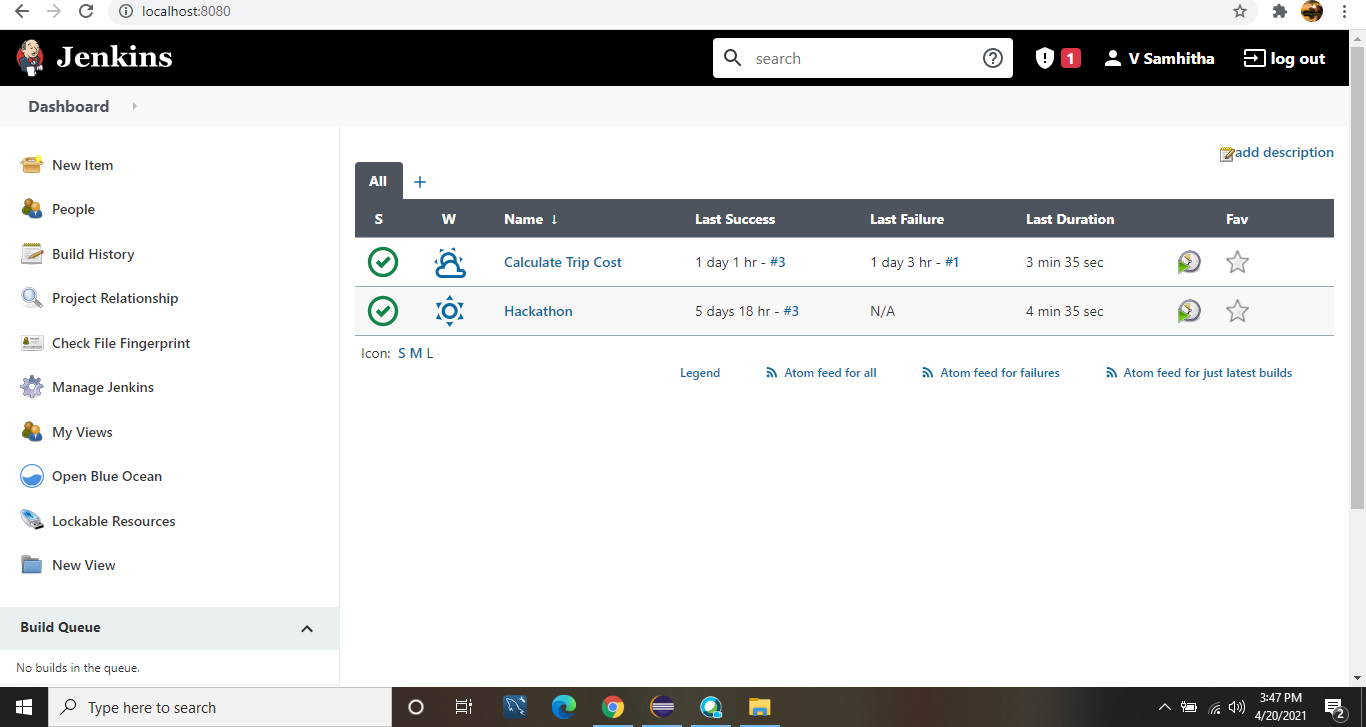 localhost:8080
Jenkins
search
1
V Samhitha
log out
Dashboard
New Item
People
Build History
Project Relationship
Check File Fingerprint
Manage Jenkins
My Views
Open Blue Ocean
Lockable Resources
New View
Build Queue
No builds in the queue.
add description
All +
S W Name ↓ Last Success Last Failure Last Duration Fav
Calculate Trip Cost 1 day 1 hr - #3 1 day 3 hr - #1 3 min 35 sec
Hackathon 5 days 18 hr - #3 N/A 4 min 35 sec
Icon: S M L
Legend Atom feed for all Atom feed for failures Atom feed for just latest builds
Type here to search
3:47 PM
4/20/2021
2